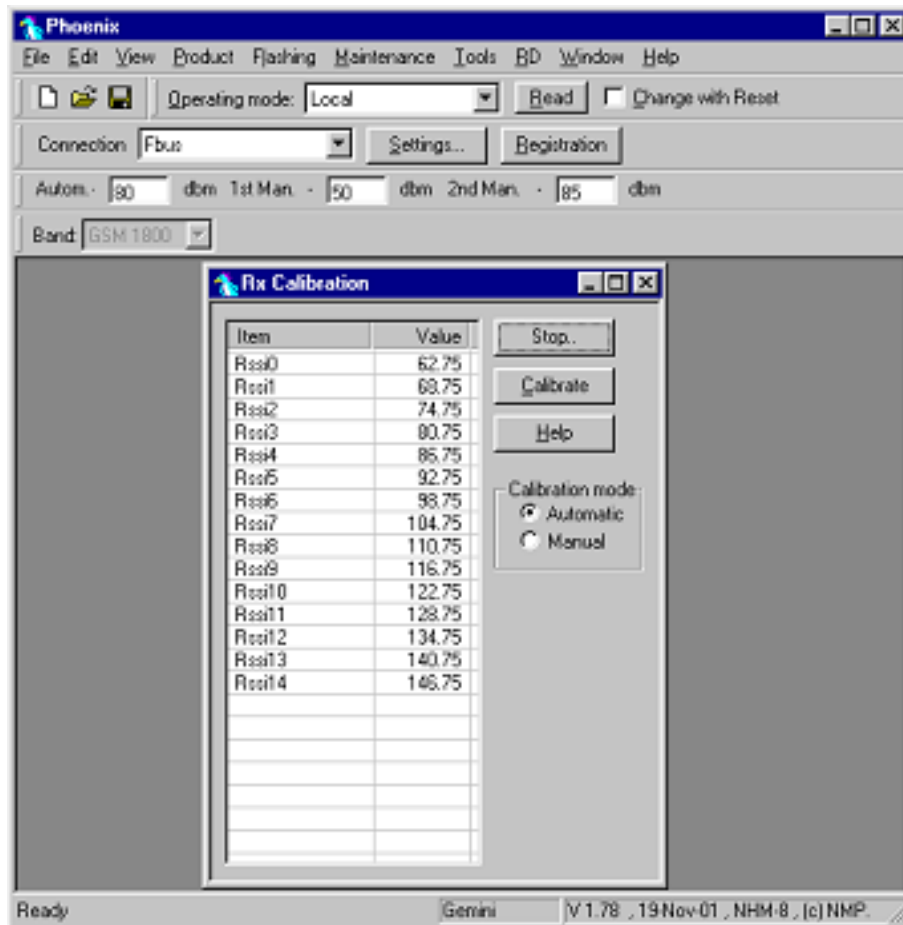 Phoenix
File Edit View Product Flashing Maintenance Tools BD Window Help
Operating mode: Local Read Change with Reset
Connection Fbus Settings... Registration
Autom.- 80 dbm 1st Man. - 50 dbm 2nd Man. - 85 dbm
Band: GSM 1800
Rx Calibration
Item Value
Rssi0 62.75
Rssi1 68.75
Rssi2 74.75
Rssi3 80.75
Rssi4 86.75
Rssi5 92.75
Rssi6 98.75
Rssi7 104.75
Rssi8 110.75
Rssi9 116.75
Rssi10 122.75
Rssi11 128.75
Rssi12 134.75
Rssi13 140.75
Rssi14 146.75
Stop..
Calibrate
Help
Calibration mode
Automatic
Manual
Ready Gemini V 1.78 , 19-Nov-01 , NHM-8 , (c) NMP.